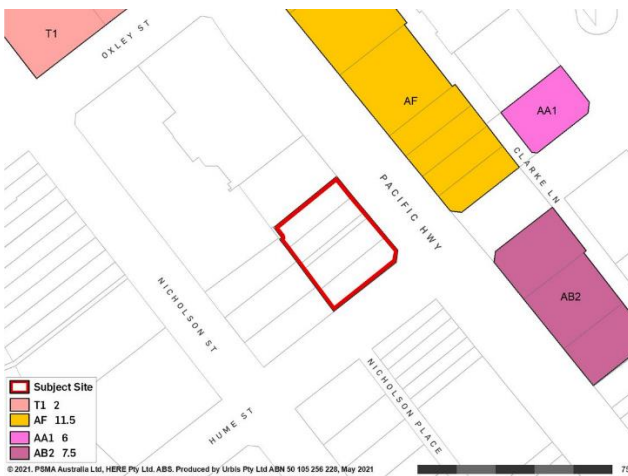 T1
OXLEY ST
AF
AA1
CLARKE LN
PACIFIC HWY
AB2
NICHOLSON ST
HUME ST
NICHOLSON PLACE
Subject Site
T1 2
AF 11.5
AA1 6
AB2 7.5
© 2021. PSMA Australia Ltd, HERE Pty Ltd. ABS. Produced by Urbis Pty Ltd ABN 50 105 256 228, May 2021